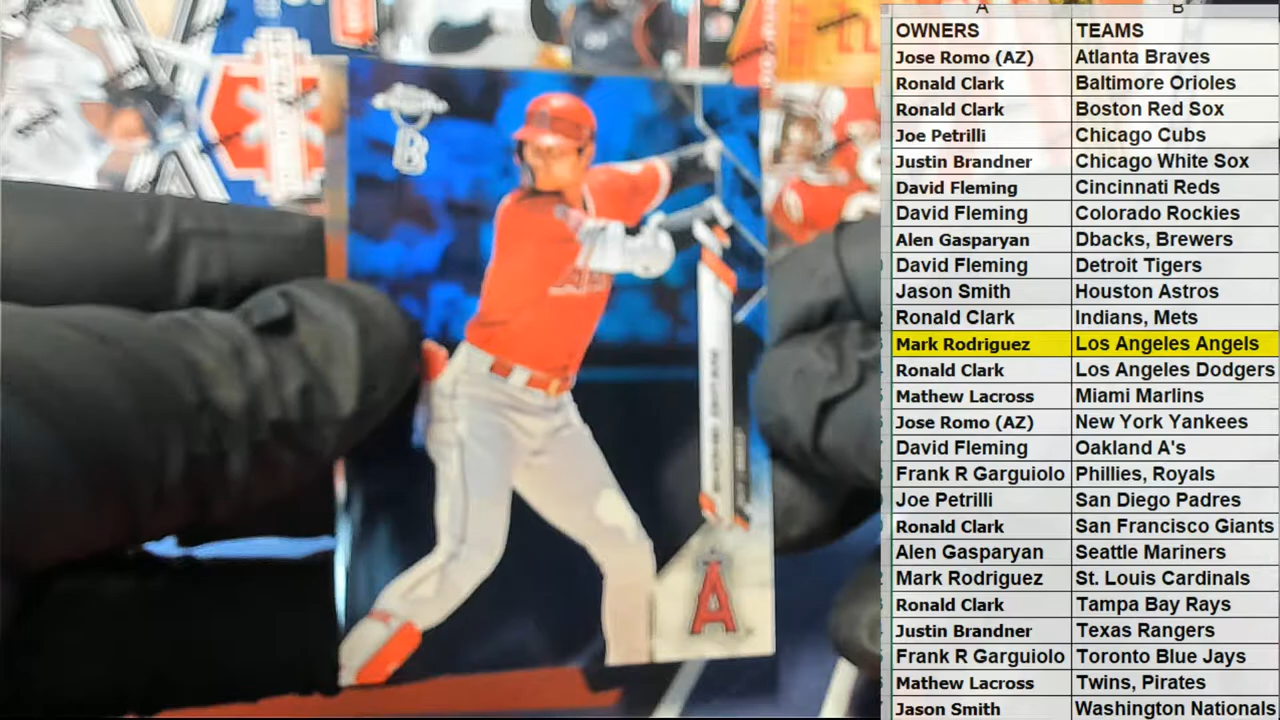 A B
OWNERS TEAMS
Jose Romo (AZ) Atlanta Braves
Ronald Clark Baltimore Orioles
Ronald Clark Boston Red Sox
Joe Petrilli Chicago Cubs
Justin Brandner Chicago White Sox
David Fleming Cincinnati Reds
David Fleming Colorado Rockies
Alen Gasparyan Dbacks, Brewers
David Fleming Detroit Tigers
Jason Smith Houston Astros
Ronald Clark Indians, Mets
Mark Rodriguez Los Angeles Angels
Ronald Clark Los Angeles Dodgers
Mathew Lacross Miami Marlins
Jose Romo (AZ) New York Yankees
David Fleming Oakland A's
Frank R Garguiolo Phillies, Royals
Joe Petrilli San Diego Padres
Ronald Clark San Francisco Giants
Alen Gasparyan Seattle Mariners
Mark Rodriguez St. Louis Cardinals
Ronald Clark Tampa Bay Rays
Justin Brandner Texas Rangers
Frank R Garguiolo Toronto Blue Jays
Mathew Lacross Twins, Pirates
Jason Smith Washington Nationals
B
A